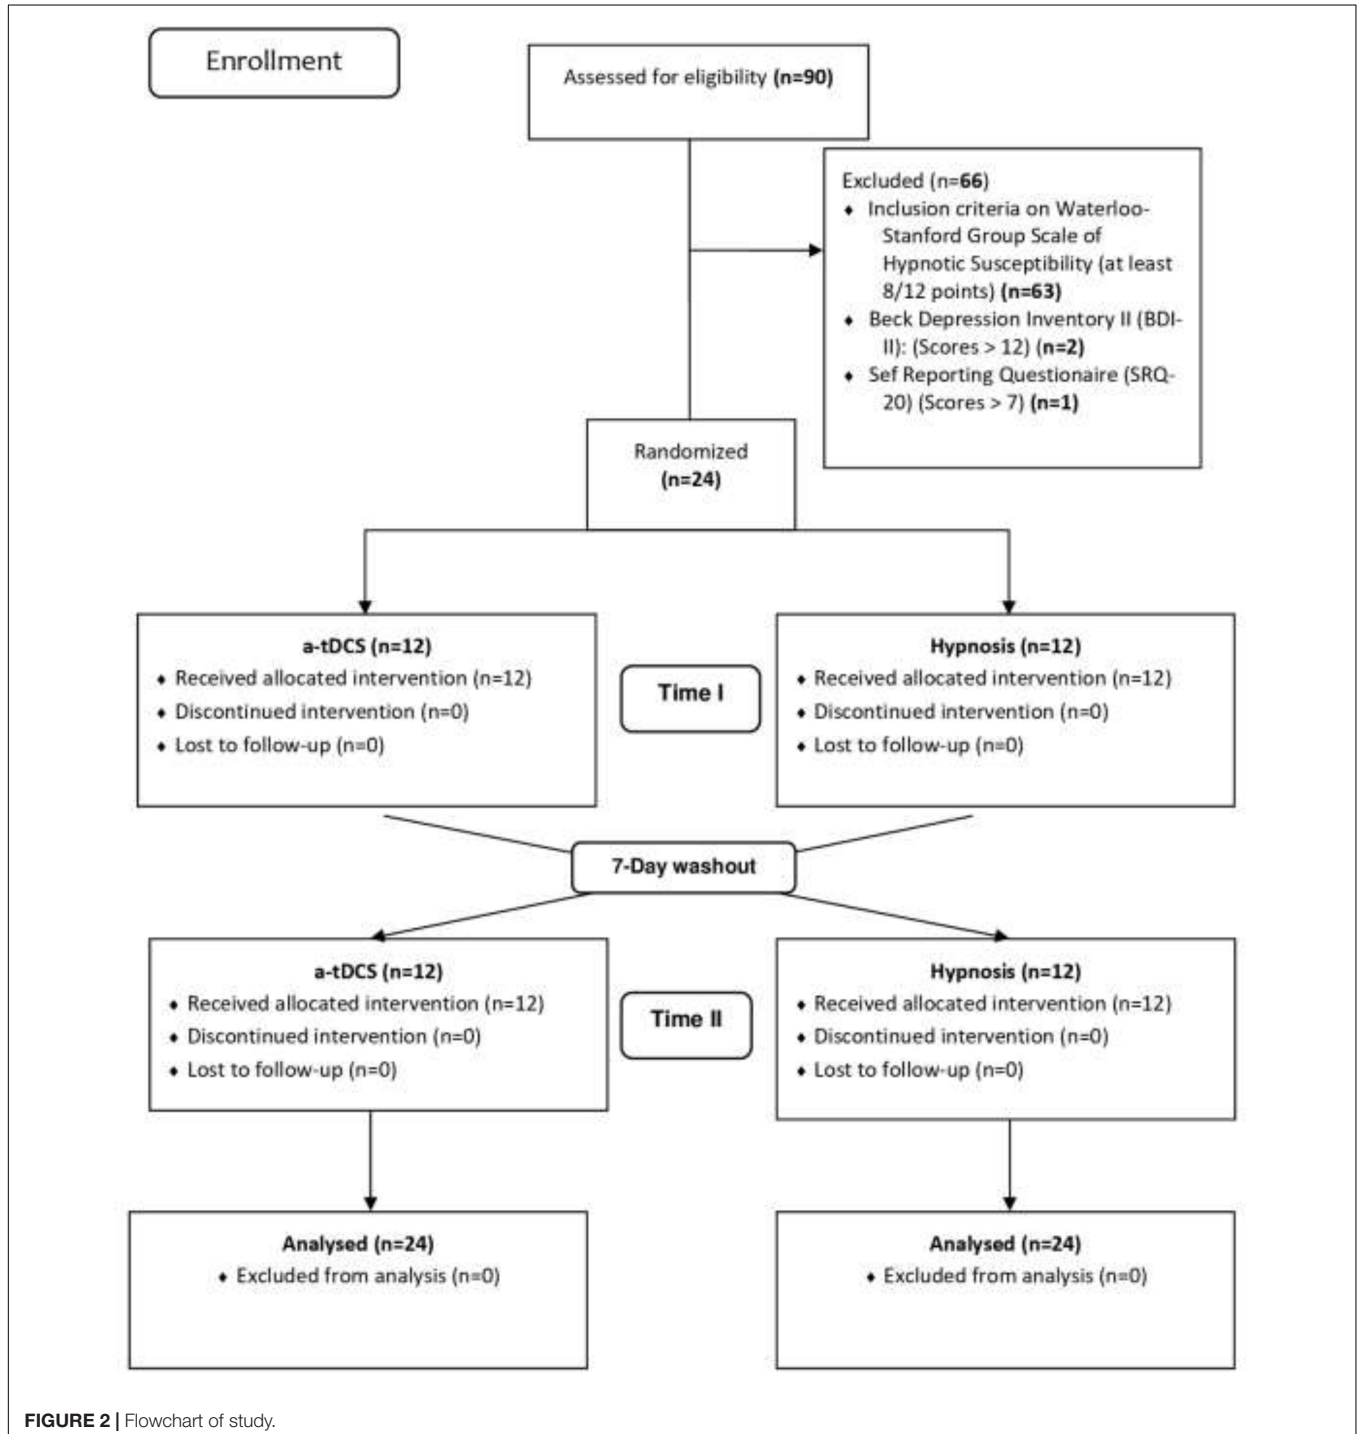 Enrollment
Assessed for eligibility (n=90)
Excluded (n=66)
♦ Inclusion criteria on Waterloo-
Stanford Group Scale of
Hypnotic Susceptibility (at least
8/12 points) (n=63)
♦ Beck Depression Inventory II (BDI-
II): (Scores > 12) (n=2)
♦ Sef Reporting Questionaire (SRQ-
20) (Scores > 7) (n=1)
Randomized
(n=24)
a-tDCS (n=12)
♦ Received allocated intervention (n=12)
♦ Discontinued intervention (n=0)
♦ Lost to follow-up (n=0)
Time I
Hypnosis (n=12)
♦ Received allocated intervention (n=12)
♦ Discontinued intervention (n=0)
♦ Lost to follow-up (n=0)
7-Day washout
a-tDCS (n=12)
♦ Received allocated intervention (n=12)
♦ Discontinued intervention (n=0)
♦ Lost to follow-up (n=0)
Time II
Hypnosis (n=12)
♦ Received allocated intervention (n=12)
♦ Discontinued intervention (n=0)
♦ Lost to follow-up (n=0)
Analysed (n=24)
♦ Excluded from analysis (n=0)
Analysed (n=24)
♦ Excluded from analysis (n=0)
FIGURE 2 | Flowchart of study.